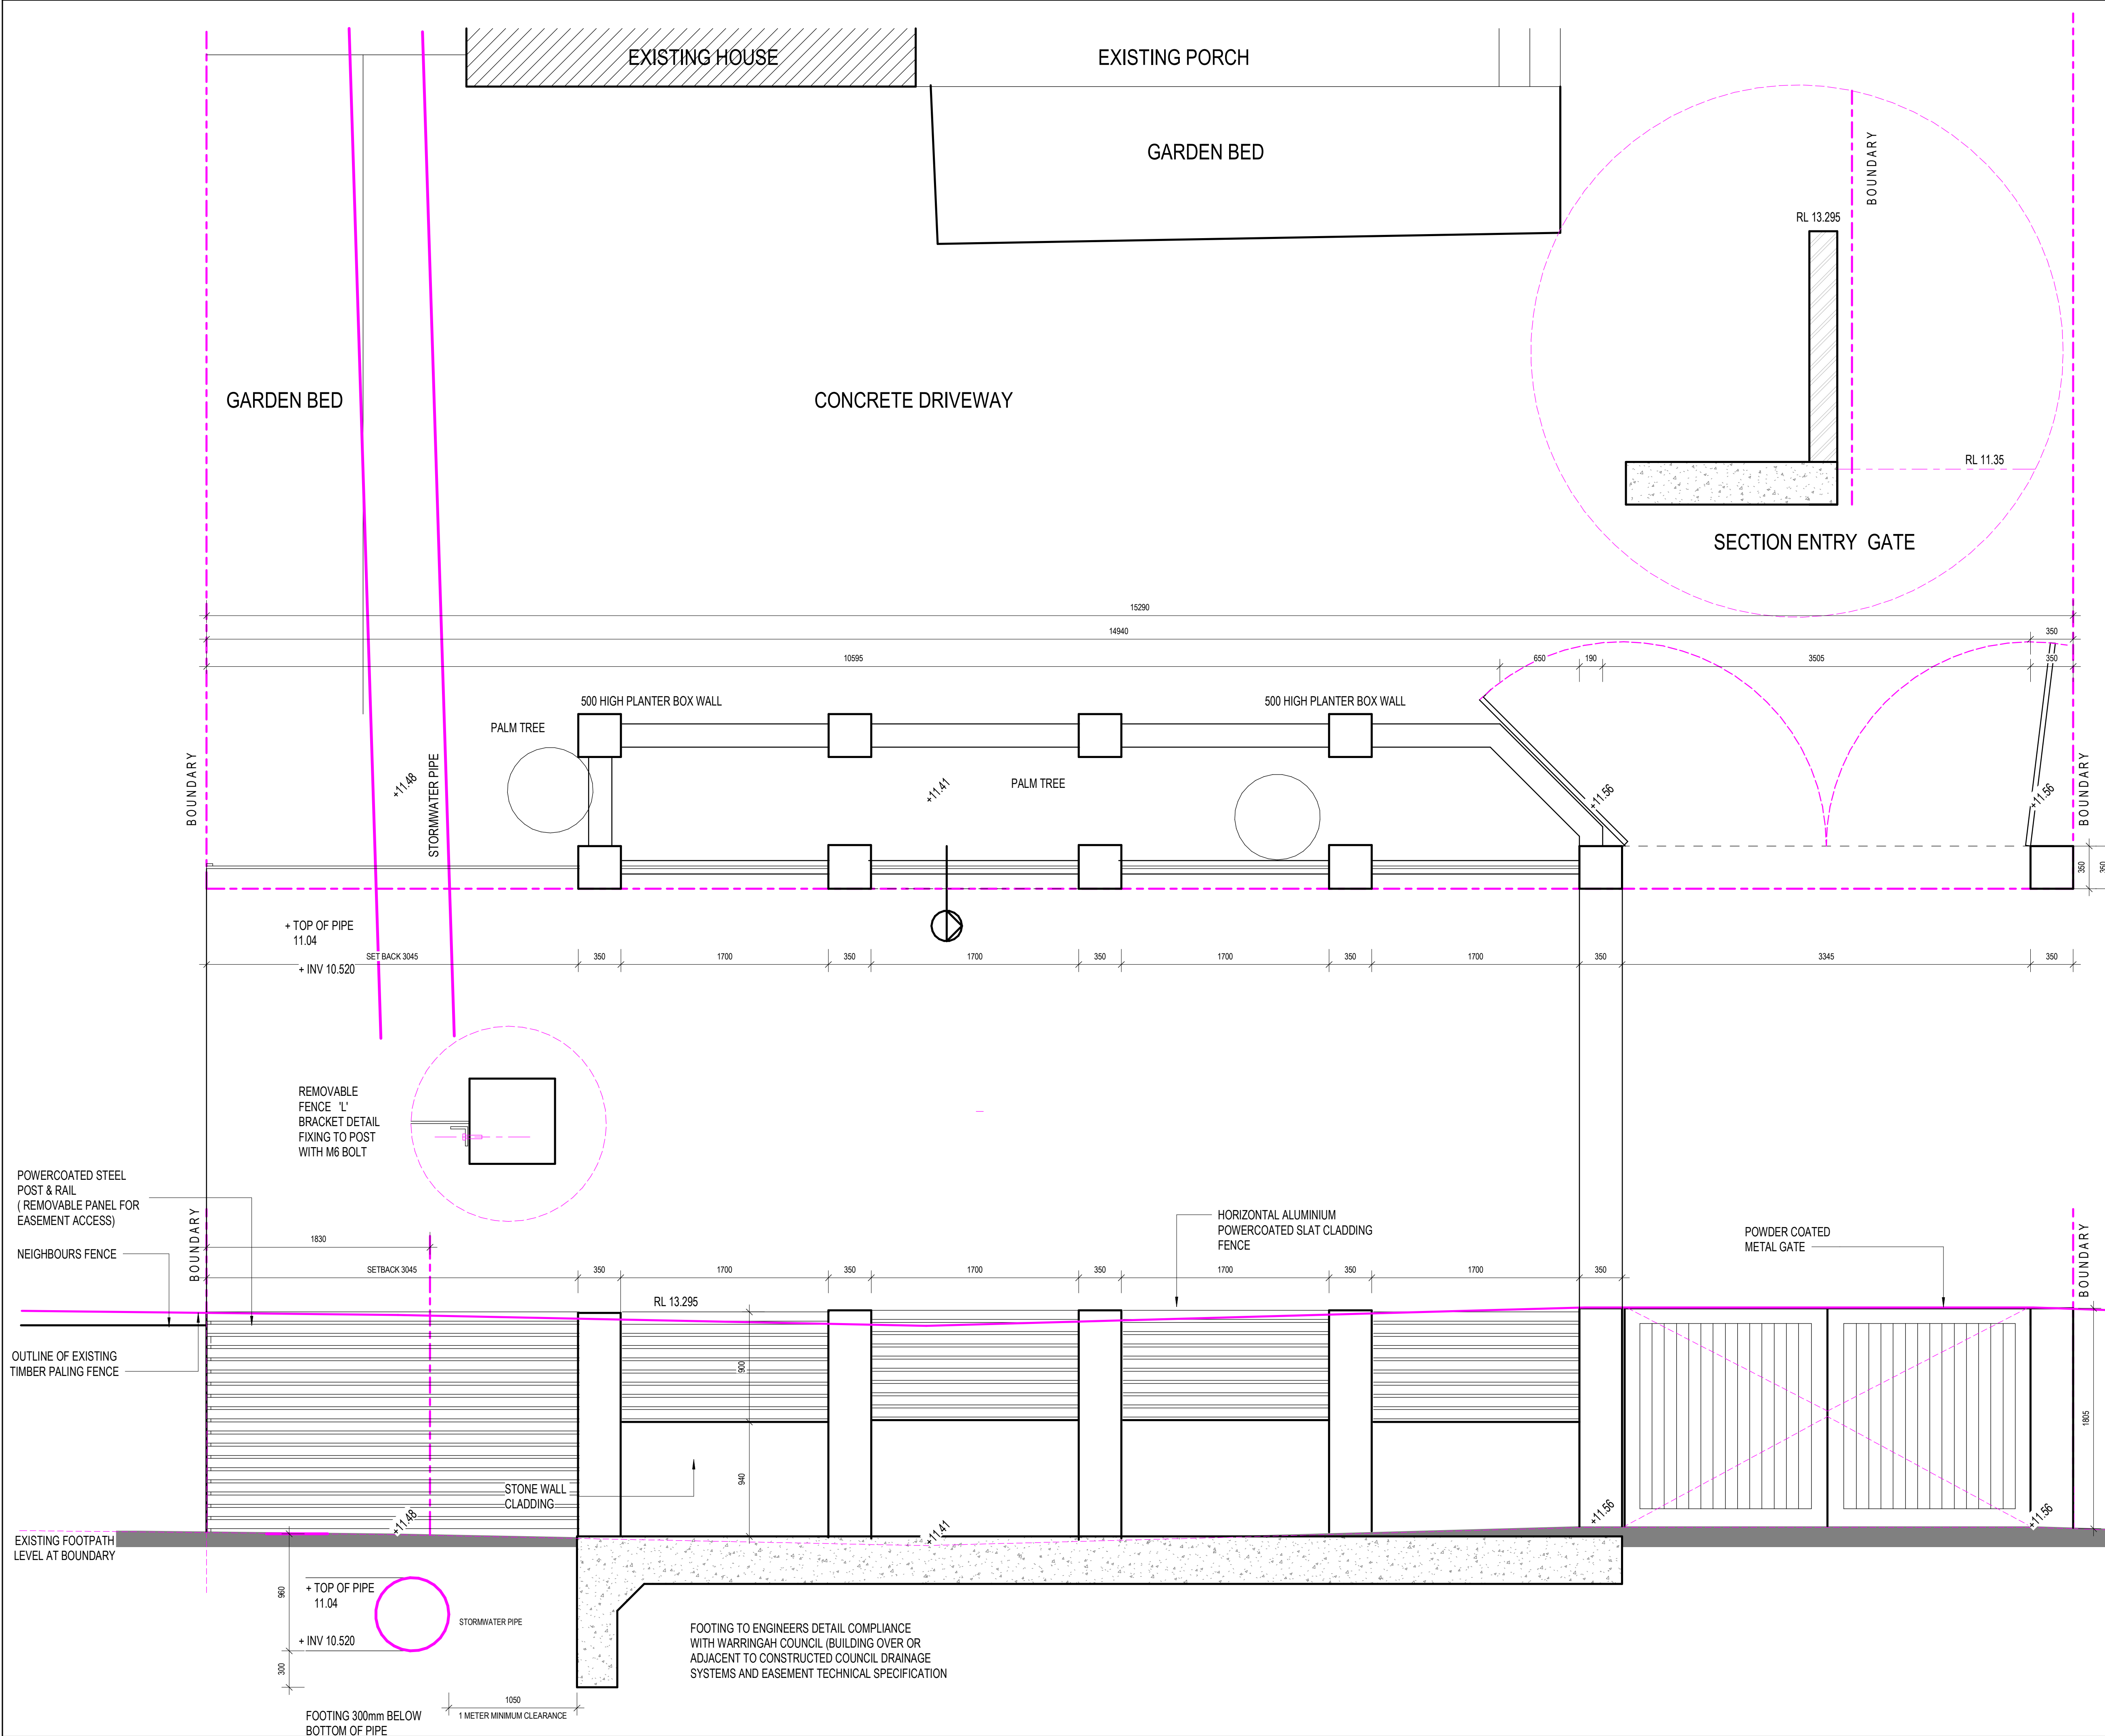 EXISTING HOUSE
EXISTING PORCH
GARDEN BED
BOUNDARY
RL 13.295
GARDEN BED
CONCRETE DRIVEWAY
RL 11.35
SECTION ENTRY GATE
15290
14940
350
10595
650
190
3505
350
500 HIGH PLANTER BOX WALL
500 HIGH PLANTER BOX WALL
PALM TREE
BOUNDARY
+11.48
STORMWATER PIPE
+11.41
PALM TREE
+11.56
+11.56
BOUNDARY
350
350
+ TOP OF PIPE
11.04
SET BACK 3045
350
1700
350
1700
350
1700
350
1700
350
3345
350
+ INV 10.520
REMOVABLE
FENCE 'L'
BRACKET DETAIL
FIXING TO POST
WITH M6 BOLT
POWERCOATED STEEL
POST & RAIL
( REMOVABLE PANEL FOR
EASEMENT ACCESS)
NEIGHBOURS FENCE
BOUNDARY
1830
HORIZONTAL ALUMINIUM
POWERCOATED SLAT CLADDING
FENCE
POWDER COATED
METAL GATE
BOUNDARY
SETBACK 3045
350
1700
350
1700
350
1700
350
1700
350
RL 13.295
OUTLINE OF EXISTING
TIMBER PALING FENCE
900
940
1805
STONE WALL
CLADDING
+11.48
+11.41
+11.56
+11.56
EXISTING FOOTPATH
LEVEL AT BOUNDARY
960
+ TOP OF PIPE
11.04
STORMWATER PIPE
+ INV 10.520
300
FOOTING TO ENGINEERS DETAIL COMPLIANCE
WITH WARRINGAH COUNCIL (BUILDING OVER OR
ADJACENT TO CONSTRUCTED COUNCIL DRAINAGE
SYSTEMS AND EASEMENT TECHNICAL SPECIFICATION
1050
1 METER MINIMUM CLEARANCE
FOOTING 300mm BELOW
BOTTOM OF PIPE